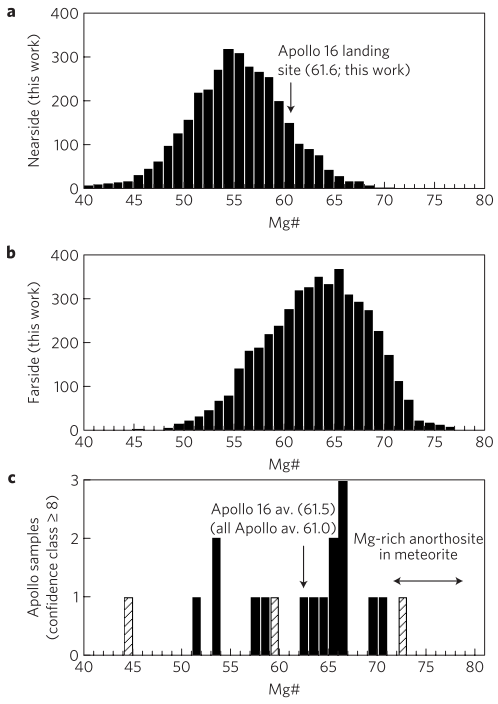 a
400
300
200
100
0
Nearside (this work)
Apollo 16 landing
site (61.6; this work)
40 45 50 55 60 65 70 75 80
Mg#
b
400
300
200
100
0
Farside (this work)
40 45 50 55 60 65 70 75 80
Mg#
c
3
2
1
0
Apollo samples
(confidence class ≥ 8)
Apollo 16 av. (61.5)
(all Apollo av. 61.0)
Mg-rich anorthosite
in meteorite
40 45 50 55 60 65 70 75 80
Mg#